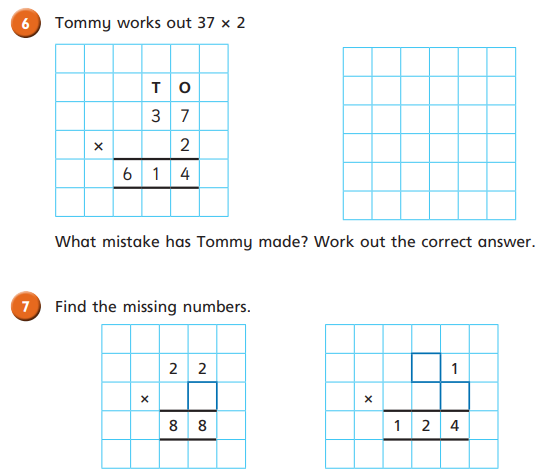 6 Tommy works out 37 × 2
T O
3 7
× 2
6 1 4
What mistake has Tommy made? Work out the correct answer.
7 Find the missing numbers.
2 2
×
8 8
1
×
1 2 4